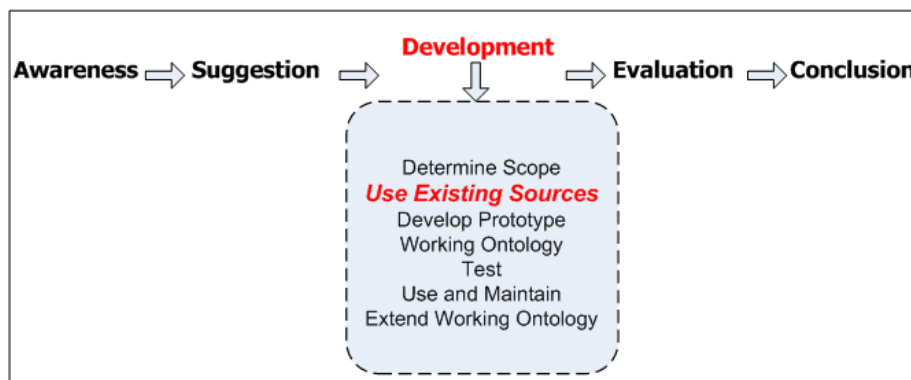 Development
Awareness Suggestion Evaluation Conclusion
Determine Scope
Use Existing Sources
Develop Prototype
Working Ontology
Test
Use and Maintain
Extend Working Ontology